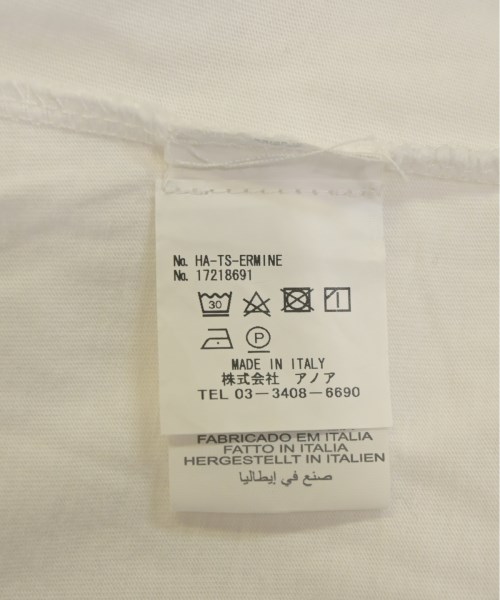 No. HA-TS-ERMINE
No. 17218691
30
P
MADE IN ITALY
株式会社 アノア
TEL 03-3408-6690
FABRICADO EM ITALIA
FATTO IN ITALIA
HERGESTELLT IN ITALIEN
صنع في إيطاليا